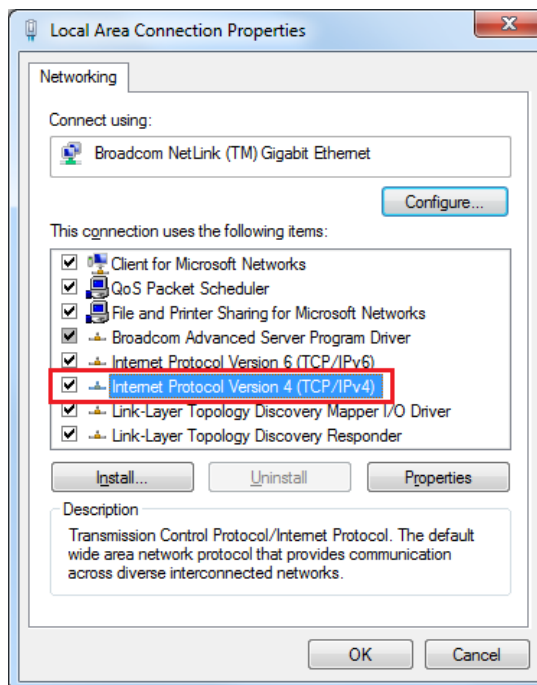 Local Area Connection Properties
Networking
Connect using:
Broadcom NetLink (TM) Gigabit Ethernet
Configure...
This connection uses the following items:
Client for Microsoft Networks
QoS Packet Scheduler
File and Printer Sharing for Microsoft Networks
Broadcom Advanced Server Program Driver
Internet Protocol Version 6 (TCP/IPv6)
Internet Protocol Version 4 (TCP/IPv4)
Link-Layer Topology Discovery Mapper I/O Driver
Link-Layer Topology Discovery Responder
Install... Uninstall Properties
Description
Transmission Control Protocol/Internet Protocol. The default
wide area network protocol that provides communication
across diverse interconnected networks.
OK Cancel